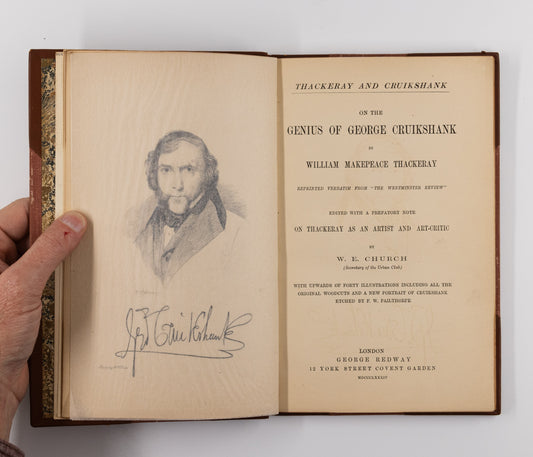 Geo Cruikshank
THACKERAY AND CRUIKSHANK
ON THE
GENIUS OF GEORGE CRUIKSHANK
BY
WILLIAM MAKEPEACE THACKERAY
REPRINTED VERBATIM FROM "THE WESTMINSTER REVIEW"
EDITED WITH A PREFATORY NOTE
ON THACKERAY AS AN ARTIST AND ART-CRITIC
BY
W. E. CHURCH
(Secretary of the Urban Club)
WITH UPWARDS OF FORTY ILLUSTRATIONS INCLUDING ALL THE
ORIGINAL WOODCUTS AND A NEW PORTRAIT OF CRUIKSHANK
ETCHED BY F. W. PAILTHORPE
LONDON
GEORGE REDWAY
12 YORK STREET COVENT GARDEN
MDCCCLXXXIV